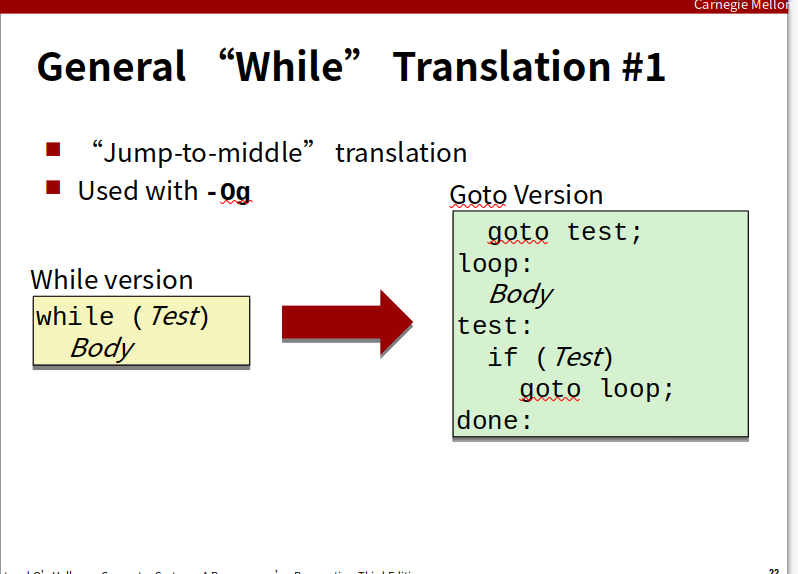 Carnegie Mellon
General “While” Translation #1
“Jump-to-middle” translation
Used with -Og
Goto Version
goto test;
loop:
Body
test:
if (Test)
goto loop;
done:
While version
while (Test)
Body
22